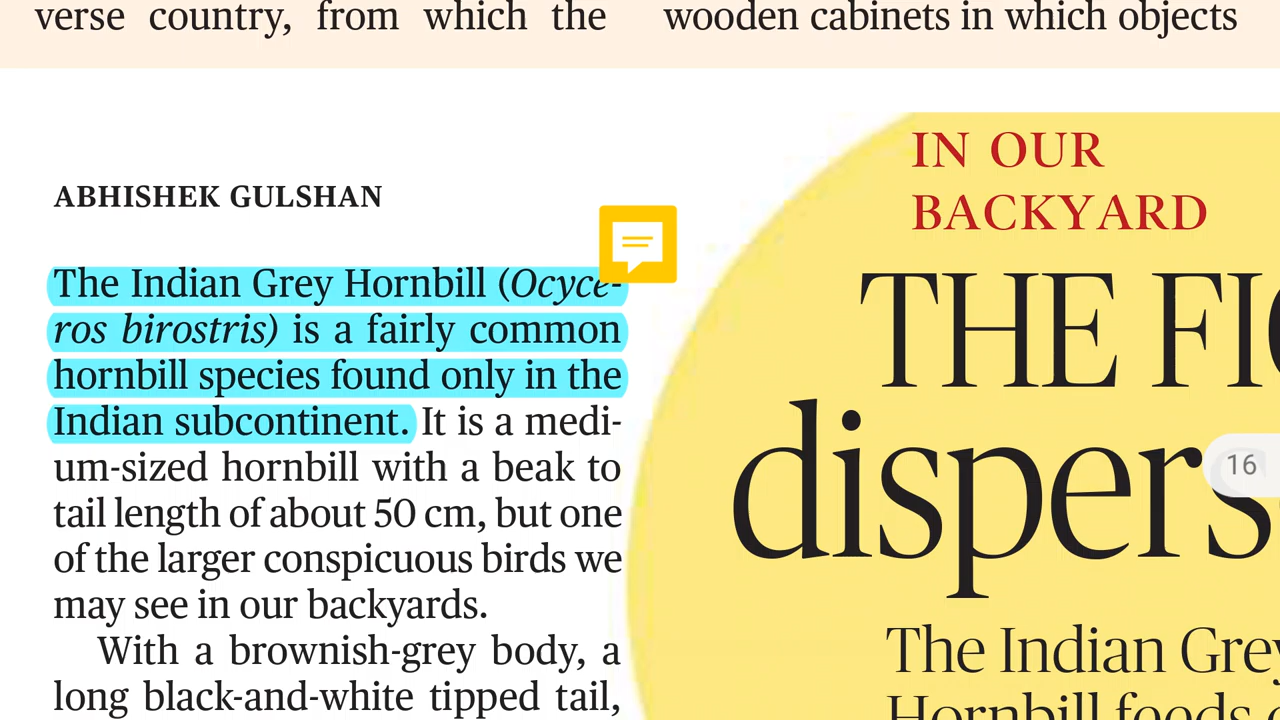 verse country, from which the
wooden cabinets in which objects
ABHISHEK GULSHAN
The Indian Grey Hornbill (Ocyce-
ros birostris) is a fairly common
hornbill species found only in the
Indian subcontinent. It is a medi-
um-sized hornbill with a beak to
tail length of about 50 cm, but one
of the larger conspicuous birds we
may see in our backyards.
With a brownish-grey body, a
long black-and-white tipped tail,
IN OUR
BACKYARD
THE FIG
dispers
16
The Indian Grey
Hornbill feeds